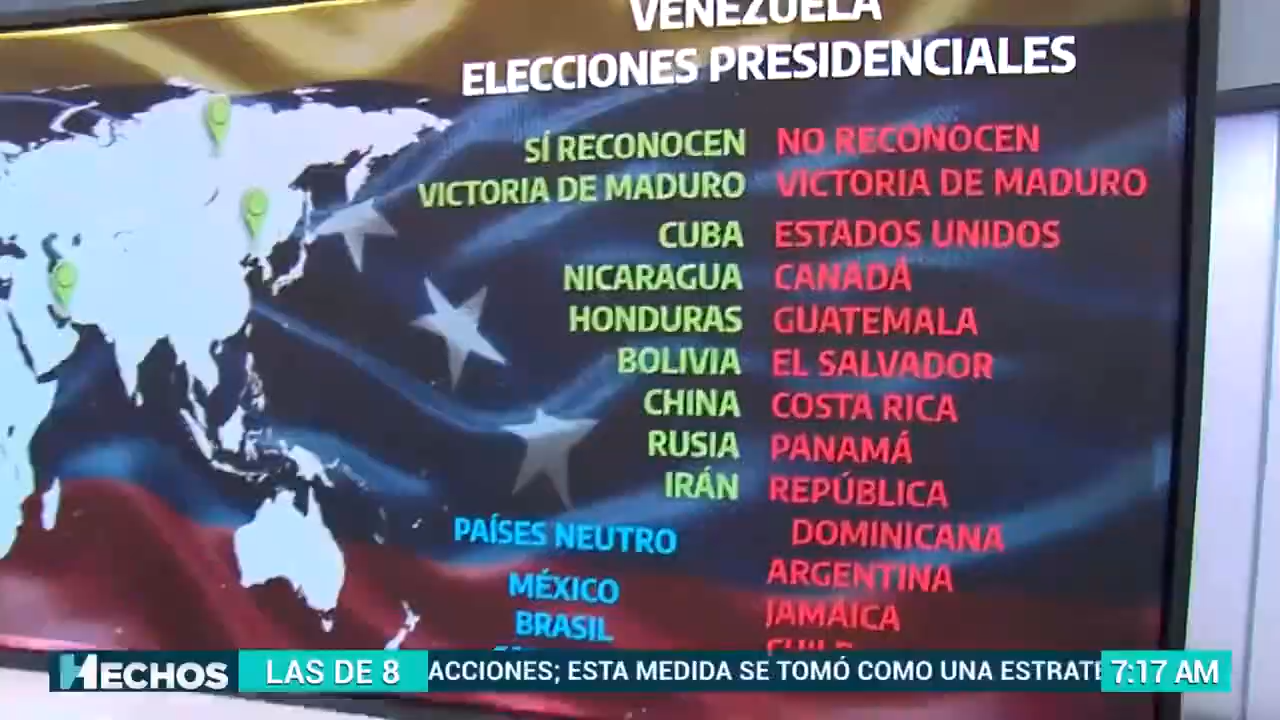 VENEZUELA
ELECCIONES PRESIDENCIALES
SÍ RECONOCEN
VICTORIA DE MADURO
CUBA
NICARAGUA
HONDURAS
BOLIVIA
CHINA
RUSIA
IRÁN
PAÍSES NEUTRO
MÉXICO
BRASIL
NO RECONOCEN
VICTORIA DE MADURO
ESTADOS UNIDOS
CANADÁ
GUATEMALA
EL SALVADOR
COSTA RICA
PANAMÁ
REPÚBLICA
DOMINICANA
ARGENTINA
JAMAICA
CHILE
HECHOS LAS DE 8 ACCIONES; ESTA MEDIDA SE TOMÓ COMO UNA ESTRATE 7:17 AM